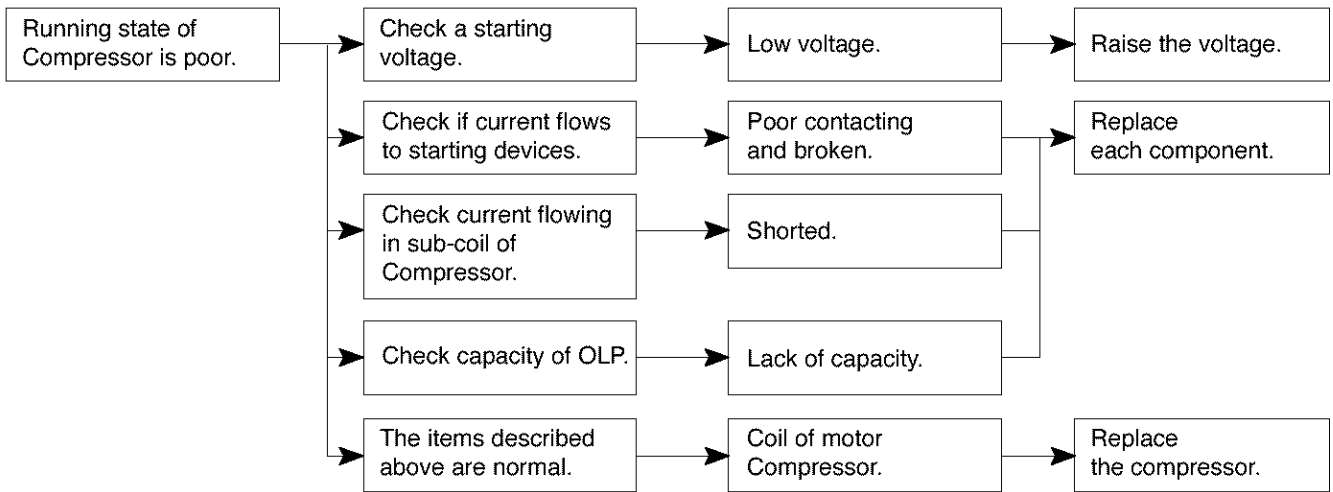 Running state of
Compressor is poor.
Check a starting
voltage.
Low voltage.
Raise the voltage.
Check if current flows
to starting devices.
Poor contacting
and broken.
Replace
each component.
Check current flowing
in sub-coil of
Compressor.
Shorted.
Check capacity of OLP.
Lack of capacity.
The items described
above are normal.
Coil of motor
Compressor.
Replace
the compressor.